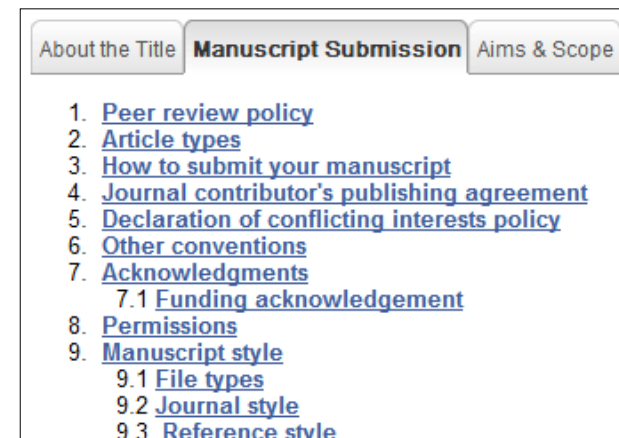 About the Title Manuscript Submission Aims & Scope
1. Peer review policy
2. Article types
3. How to submit your manuscript
4. Journal contributor's publishing agreement
5. Declaration of conflicting interests policy
6. Other conventions
7. Acknowledgments
7.1 Funding acknowledgement
8. Permissions
9. Manuscript style
9.1 File types
9.2 Journal style
9.3 Reference style